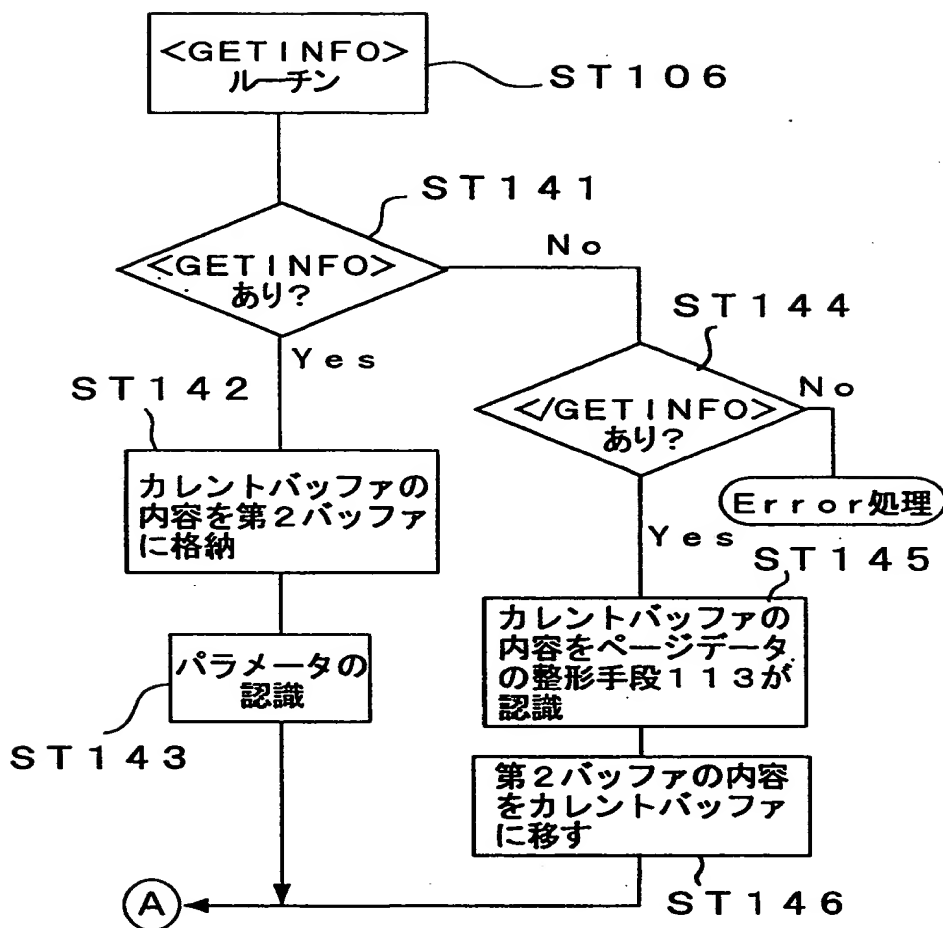 <GETINFO>
ルーチン
ST106
ST141
<GETINFO>
あり?
No
Yes
ST144
</GETINFO>
あり?
No
Error処理
Yes
ST142
カレントバッファの
内容を第2バッファ
に格納
ST145
カレントバッファの
内容をページデータ
の整形手段113が
認識
パラメータの
認識
ST143
第2バッファの内容
をカレントバッファ
に移す
ST146
A